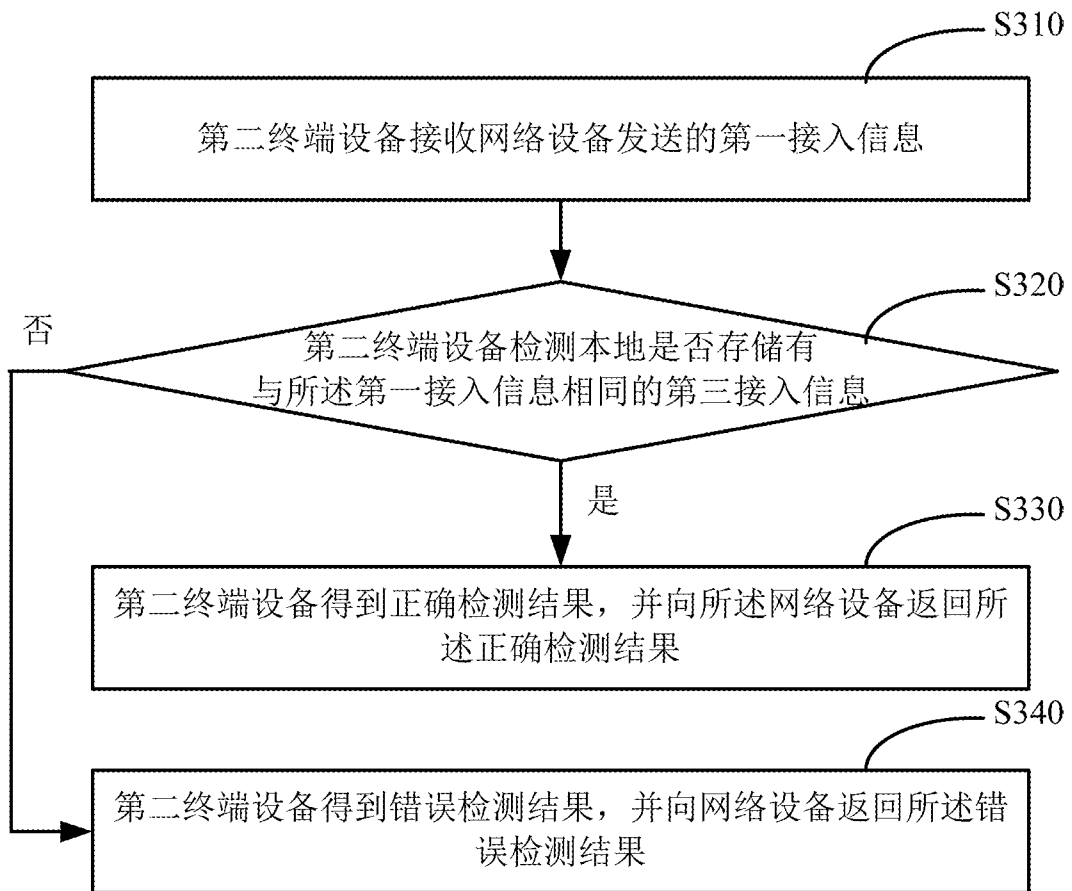 S310
第二终端设备接收网络设备发送的第一接入信息
S320
否
第二终端设备检测本地是否存储有
与所述第一接入信息相同的第三接入信息
是
S330
第二终端设备得到正确检测结果，并向所述网络设备返回所
述正确检测结果
S340
第二终端设备得到错误检测结果，并向网络设备返回所述错
误检测结果